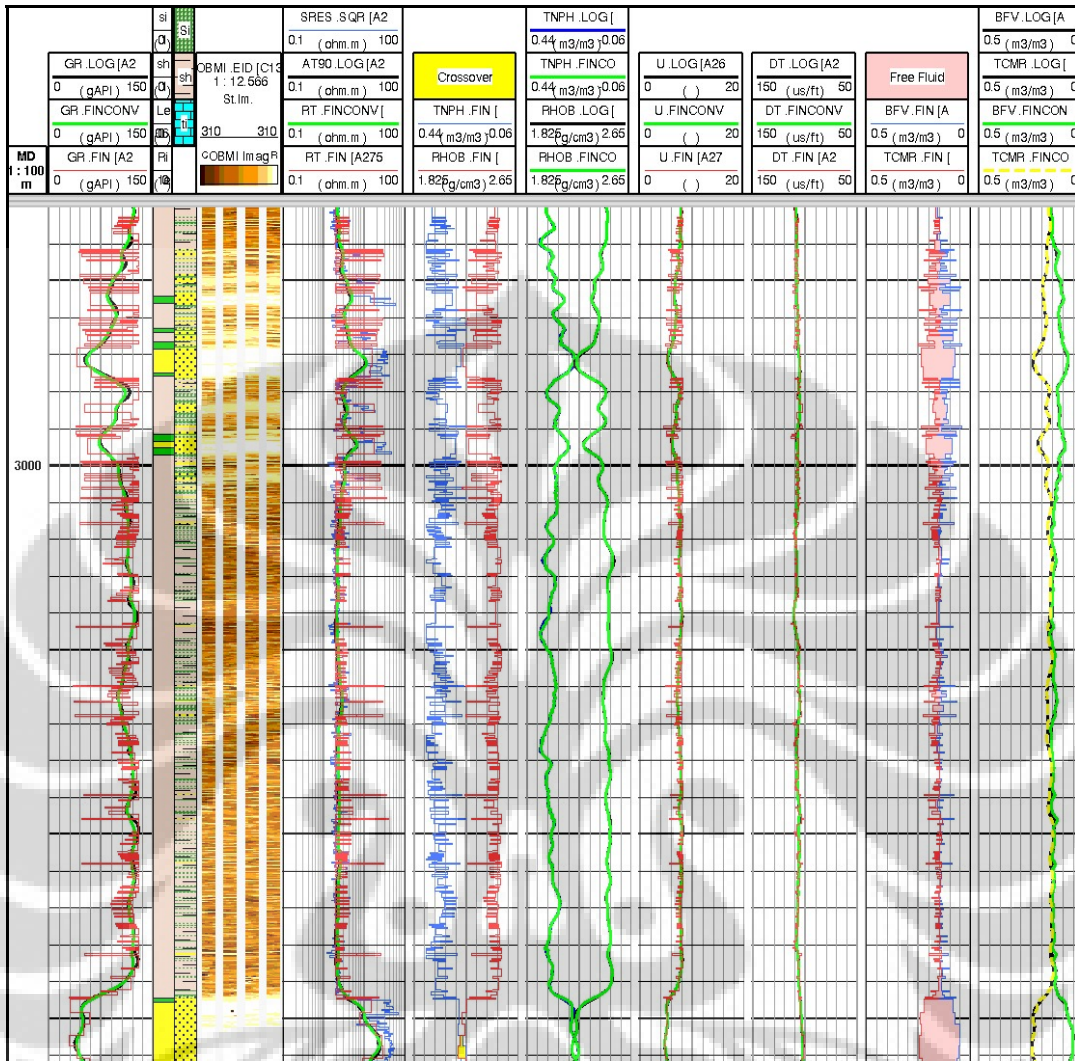 SRES .SQR [A2
0.1 (ohm.m) 100
TNPH .LOG [
0.44 (m3/m3) -0.06
BFV.LOG [A
0.5 (m3/m3) 0
si
Si
GR .LOG [A2
0 (gAPI) 150
sh
sh
OBMI .EID [C13
1 : 12.566
St.Im.
310 310
AT90 .LOG [A2
0.1 (ohm.m) 100
Crossover
TNPH .FINCO
0.44 (m3/m3) -0.06
U .LOG [A26
0 ( ) 20
DT .LOG [A2
150 (us/ft) 50
Free Fluid
TCMR .LOG [
0.5 (m3/m3) 0
GR .FINCONV
0 (gAPI) 150
Le
RT .FINCONV [
0.1 (ohm.m) 100
TNPH .FIN [
0.44 (m3/m3) -0.06
RHOB .LOG [
1.825 (g/cm3) 2.65
U .FINCONV
0 ( ) 20
DT .FINCONV
150 (us/ft) 50
BFV .FIN [A
0.5 (m3/m3) 0
BFV .FINCON
0.5 (m3/m3) 0
MD
1 : 100
m
GR .FIN [A2
0 (gAPI) 150
Ri
OBMI Imag
RT .FIN [A275
0.1 (ohm.m) 100
RHOB .FIN [
1.825 (g/cm3) 2.65
RHOB .FINCO
1.825 (g/cm3) 2.65
U .FIN [A27
0 ( ) 20
DT .FIN [A2
150 (us/ft) 50
TCMR .FIN [
0.5 (m3/m3) 0
TCMR .FINCO
0.5 (m3/m3) 0
3000